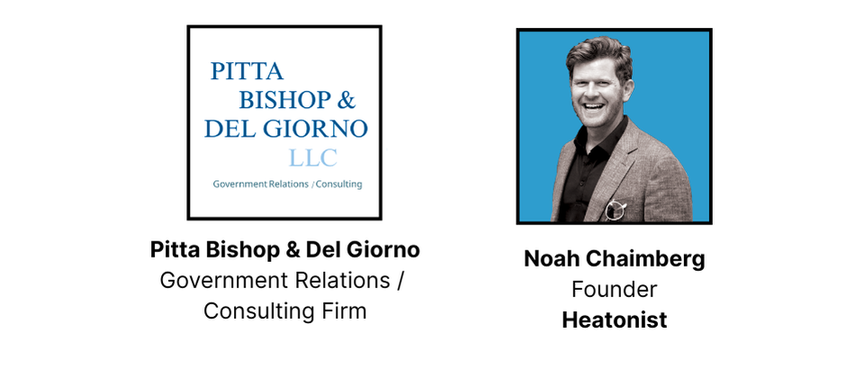 PITTA
BISHOP &
DEL GIORNO
LLC
Government Relations / Consulting
Pitta Bishop & Del Giorno
Government Relations /
Consulting Firm
Noah Chaimberg
Founder
Heatonist